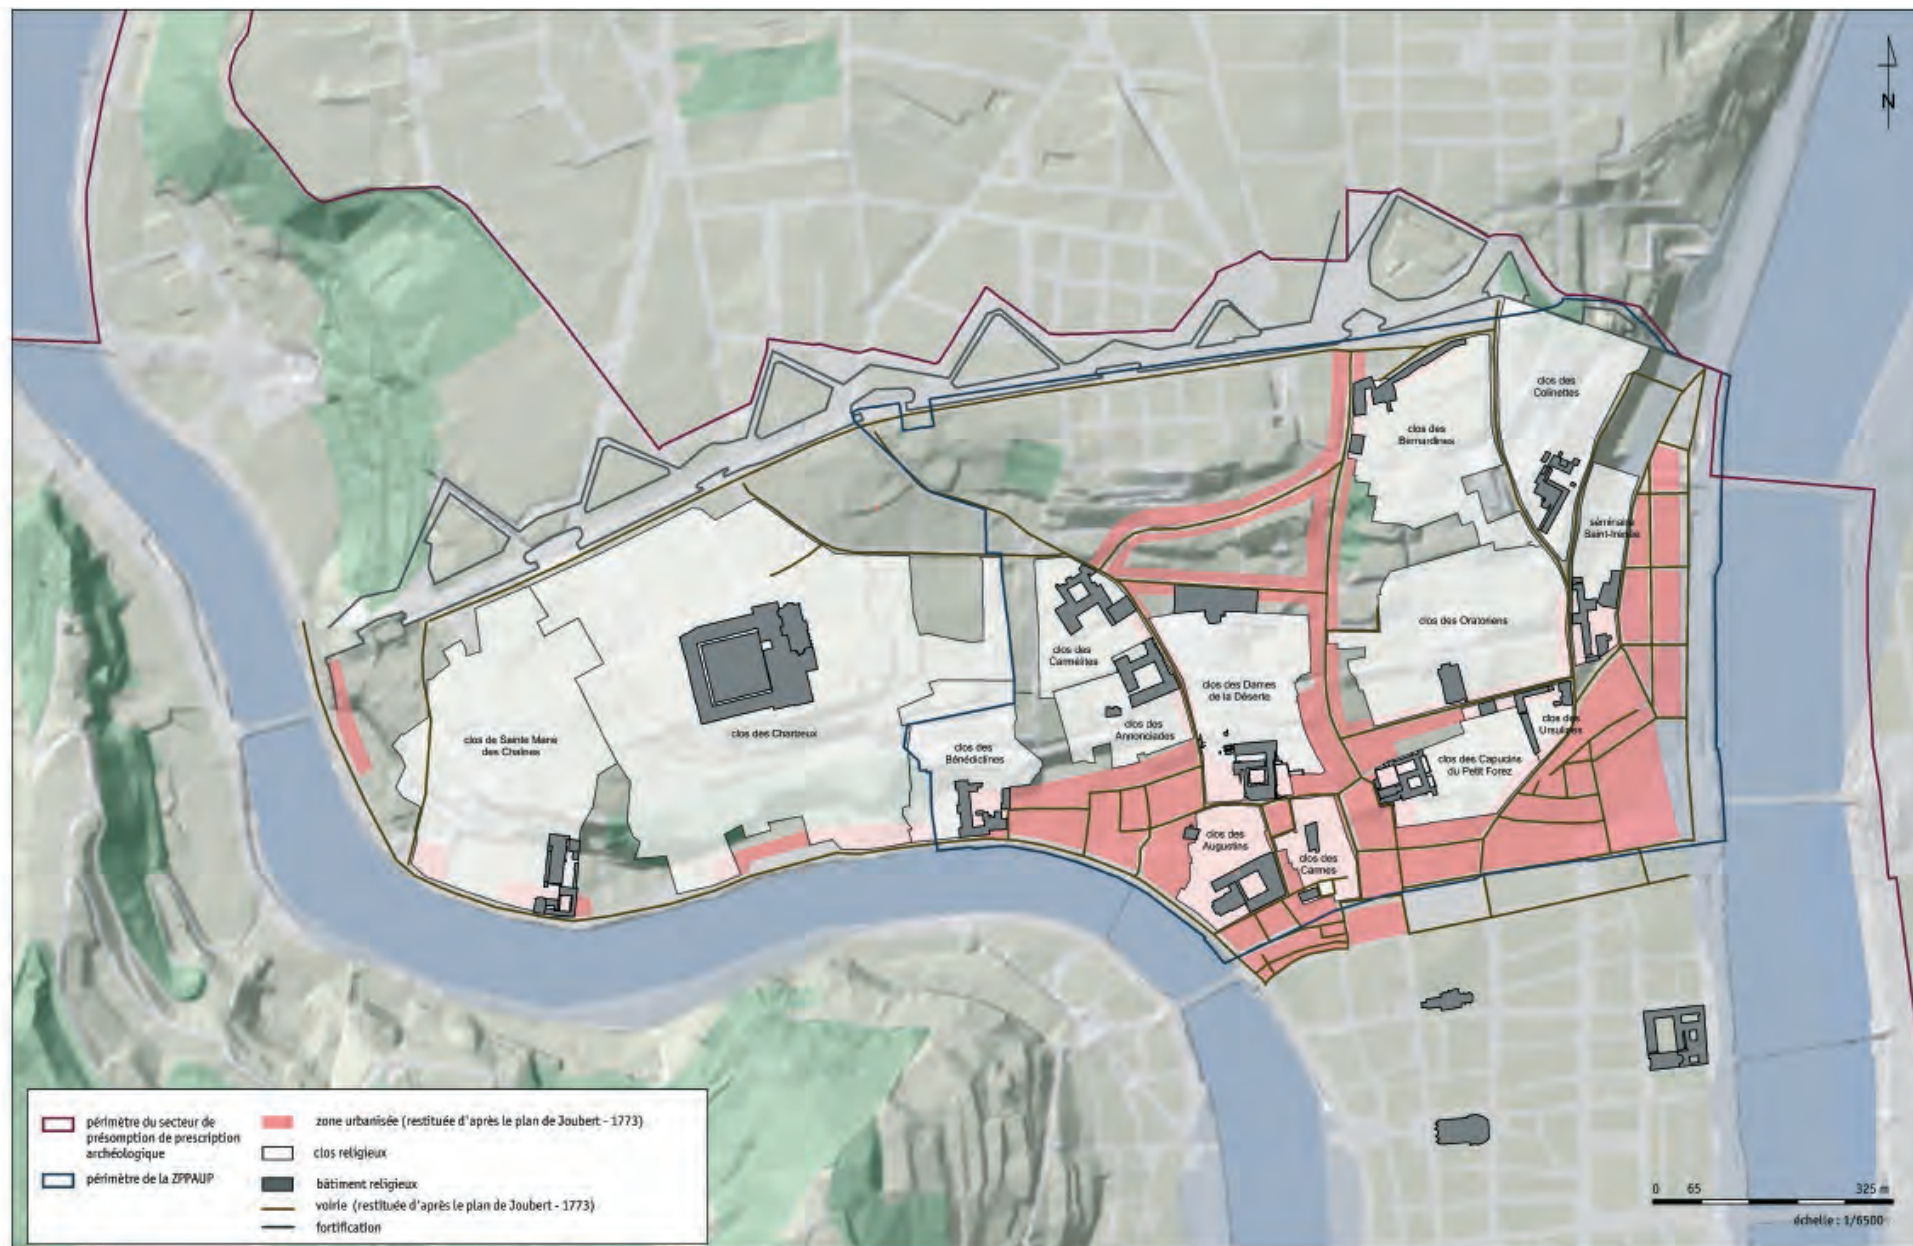 N
clos des
Colinettes
clos des
Bernardines
séminaire
Saint-Irénée
clos des Oratoriens
clos des
Carmélites
clos des Dames
de la Déserte
clos des
Annonciades
clos des
Ursulines
clos de Sainte Marie
des Chaînes
clos des Chartreux
clos des
Bénédictines
clos des Capucins
du Petit Forez
clos des
Augustins
clos des
Carmes
périmètre du secteur de
présomption de prescription
archéologique
périmètre de la ZPPAUP
zone urbanisée (restituée d'après le plan de Joubert - 1773)
clos religieux
bâtiment religieux
voirie (restituée d'après le plan de Joubert - 1773)
fortification
0 65 325 m
échelle : 1/6500